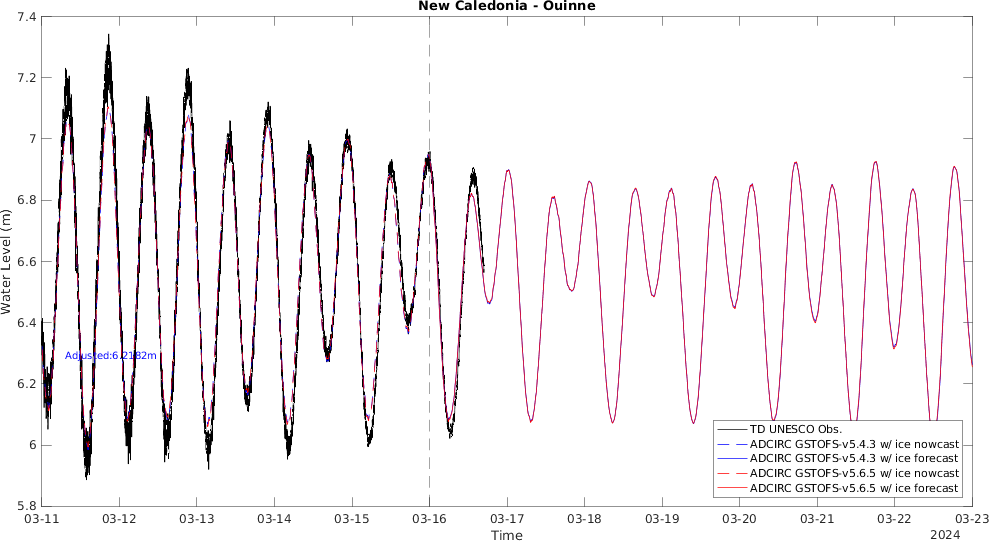 New Caledonia - Ouinne
7.4
7.2
7
6.8
6.6
6.4
6.2
6
5.8
Water Level (m)
Adjusted:6.2182m
TD UNESCO Obs.
ADCIRC GSTOFS-v5.4.3 w/ ice nowcast
ADCIRC GSTOFS-v5.4.3 w/ ice forecast
ADCIRC GSTOFS-v5.6.5 w/ ice nowcast
ADCIRC GSTOFS-v5.6.5 w/ ice forecast
03-11 03-12 03-13 03-14 03-15 03-16 03-17 03-18 03-19 03-20 03-21 03-22 03-23
Time
2024